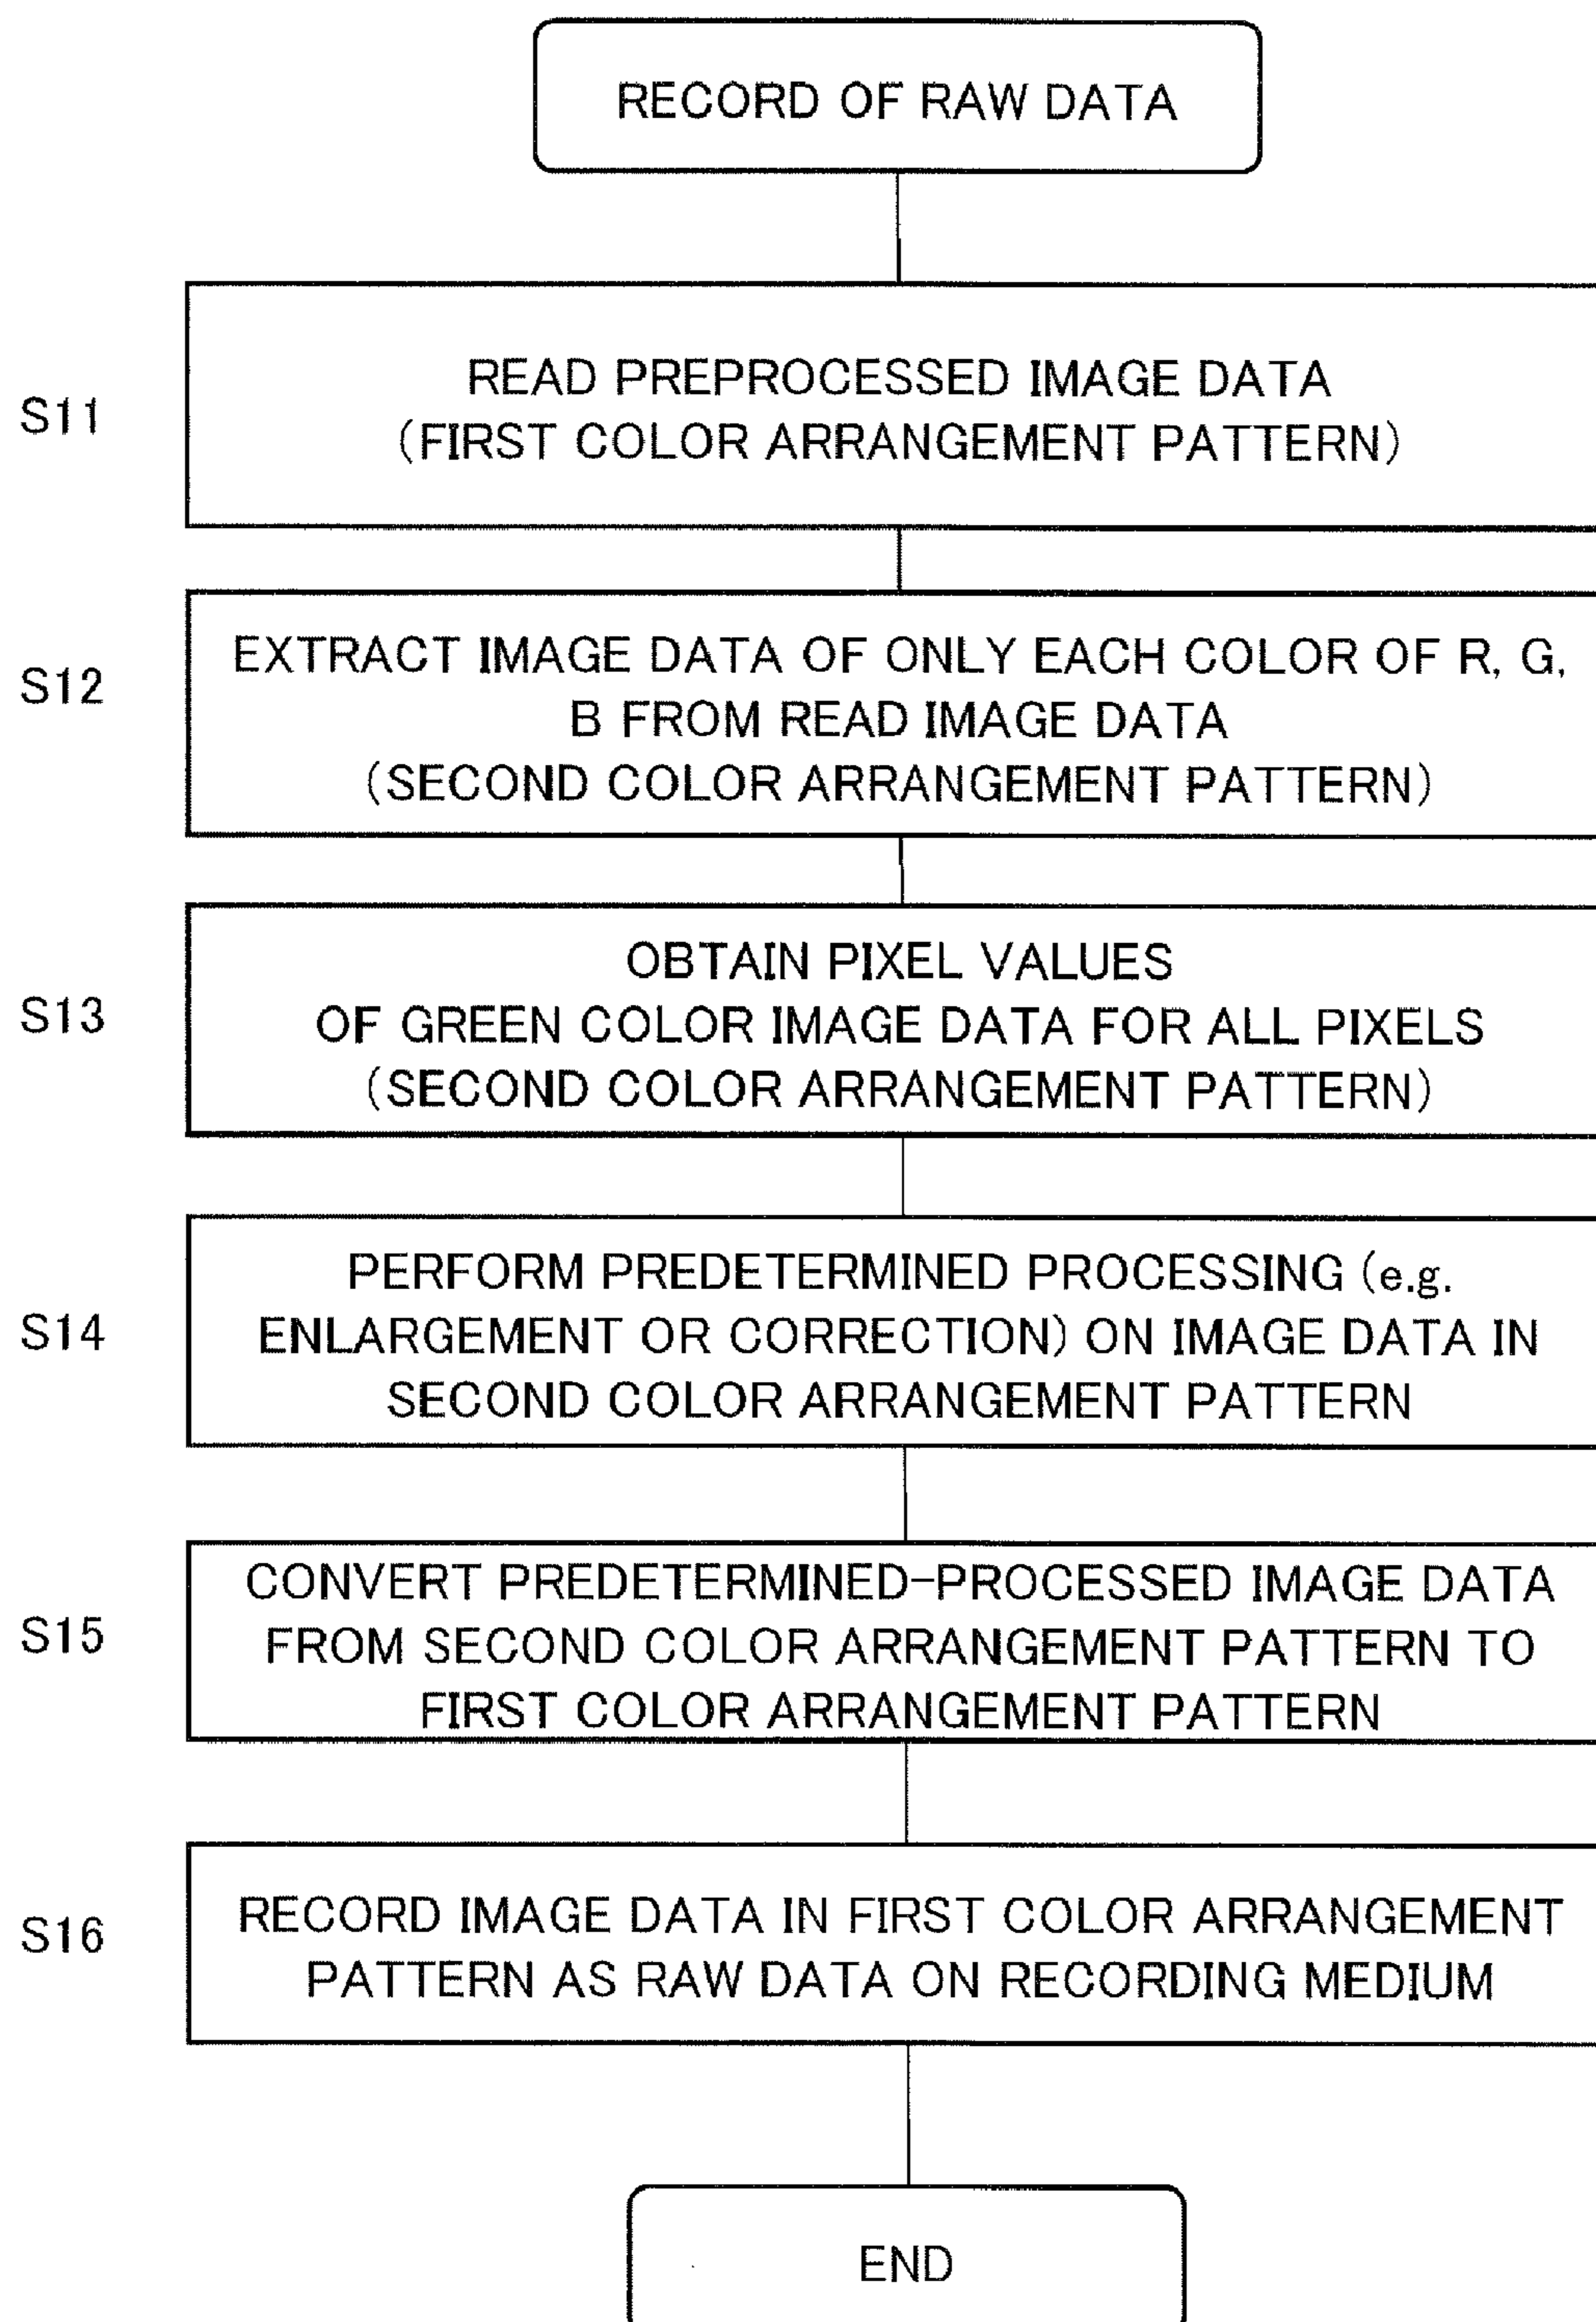 RECORD OF RAW DATA
S11
READ PREPROCESSED IMAGE DATA
(FIRST COLOR ARRANGEMENT PATTERN)
S12
EXTRACT IMAGE DATA OF ONLY EACH COLOR OF R, G,
B FROM READ IMAGE DATA
(SECOND COLOR ARRANGEMENT PATTERN)
S13
OBTAIN PIXEL VALUES
OF GREEN COLOR IMAGE DATA FOR ALL PIXELS
(SECOND COLOR ARRANGEMENT PATTERN)
S14
PERFORM PREDETERMINED PROCESSING (e.g.
ENLARGEMENT OR CORRECTION) ON IMAGE DATA IN
SECOND COLOR ARRANGEMENT PATTERN
S15
CONVERT PREDETERMINED-PROCESSED IMAGE DATA
FROM SECOND COLOR ARRANGEMENT PATTERN TO
FIRST COLOR ARRANGEMENT PATTERN
S16
RECORD IMAGE DATA IN FIRST COLOR ARRANGEMENT
PATTERN AS RAW DATA ON RECORDING MEDIUM
END